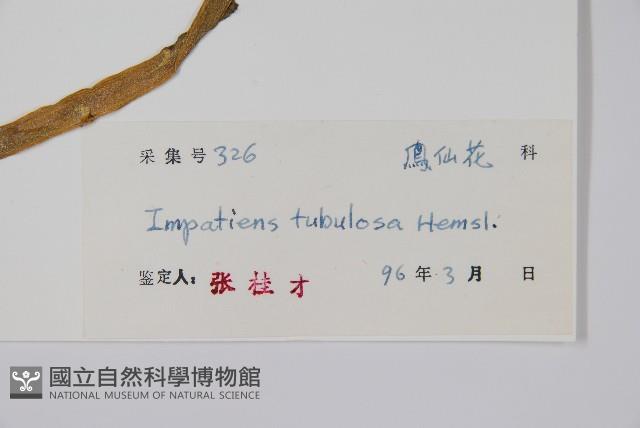 采集号 326 鳳仙花 科
Impatiens tubulosa Hemsl.
鉴定人: 张桂才 96 年 3 月 日
國立自然科學博物館
NATIONAL MUSEUM OF NATURAL SCIENCE